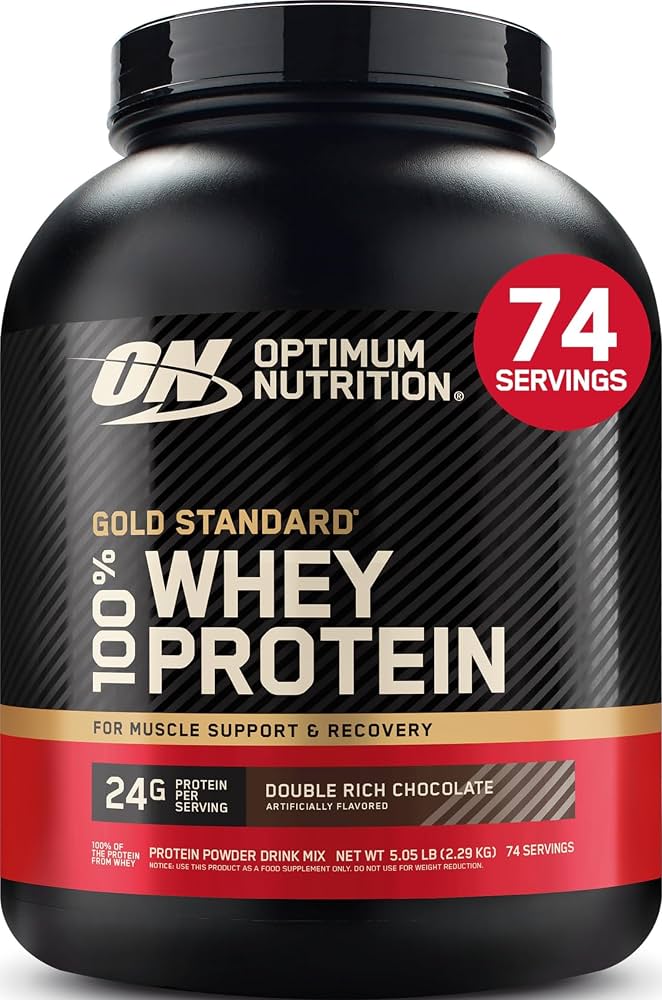 74
SERVINGS
ON OPTIMUM
NUTRITION®
GOLD STANDARD®
100% WHEY
PROTEIN
FOR MUSCLE SUPPORT & RECOVERY
24G PROTEIN
PER
SERVING
DOUBLE RICH CHOCOLATE
ARTIFICIALLY FLAVORED
100% OF
THE PROTEIN
FROM WHEY
PROTEIN POWDER DRINK MIX NET WT 5.05 LB (2.29 KG) 74 SERVINGS
NOTICE: USE THIS PRODUCT AS A FOOD SUPPLEMENT ONLY. DO NOT USE FOR WEIGHT REDUCTION.